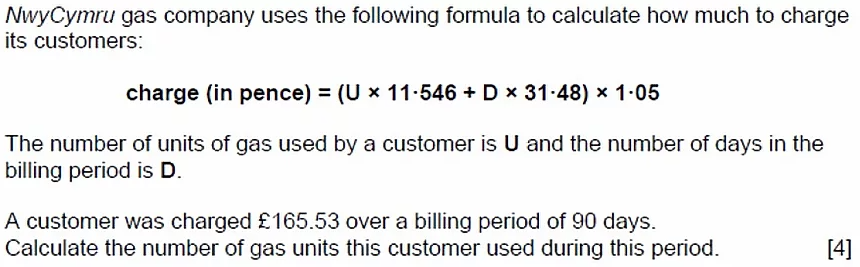 NwyCymru gas company uses the following formula to calculate how much to charge
its customers:
charge (in pence) = (U × 11·546 + D × 31·48) × 1·05
The number of units of gas used by a customer is U and the number of days in the
billing period is D.
A customer was charged £165.53 over a billing period of 90 days.
Calculate the number of gas units this customer used during this period. [4]